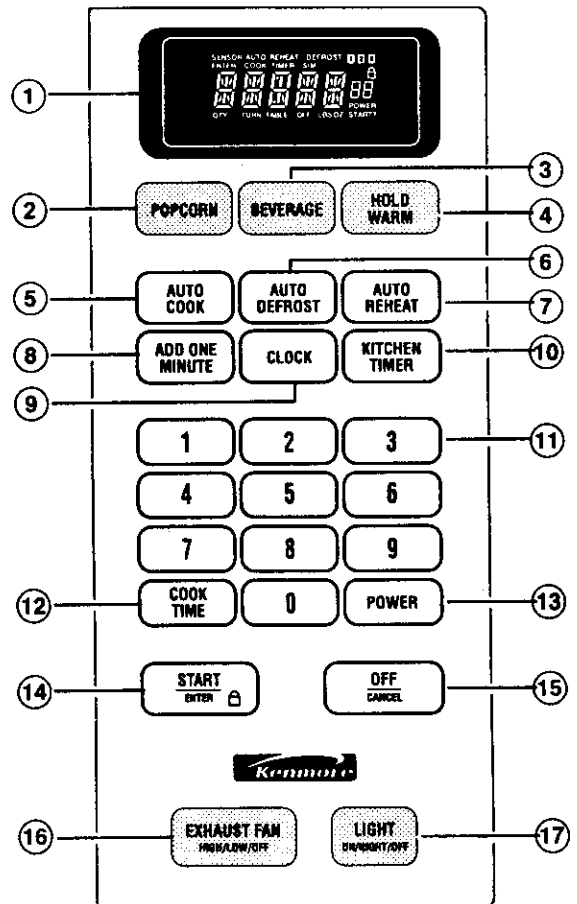 SENSOR AUTO REHEAT DEFROST
ENTER COOK TIMER SIM
1
POWER
QTY TURN TABLE OFF LBS OZ START?
3
2
POPCORN
BEVERAGE
HOLD
WARM
4
6
5
AUTO
COOK
AUTO
DEFROST
AUTO
REHEAT
7
8
ADD ONE
MINUTE
CLOCK
KITCHEN
TIMER
10
9
1 2 3
11
4 5 6
7 8 9
12
COOK
TIME
0
POWER
13
14
START
ENTER
OFF
CANCEL
15
Kenmore
16
EXHAUST FAN
HIGH/LOW/OFF
LIGHT
ON/NIGHT/OFF
17